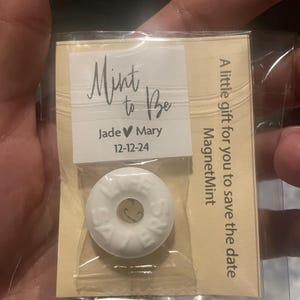 Mint
to Be
Jade ♥ Mary
12-12-24
A little gift for you to save the date
MagnetMint